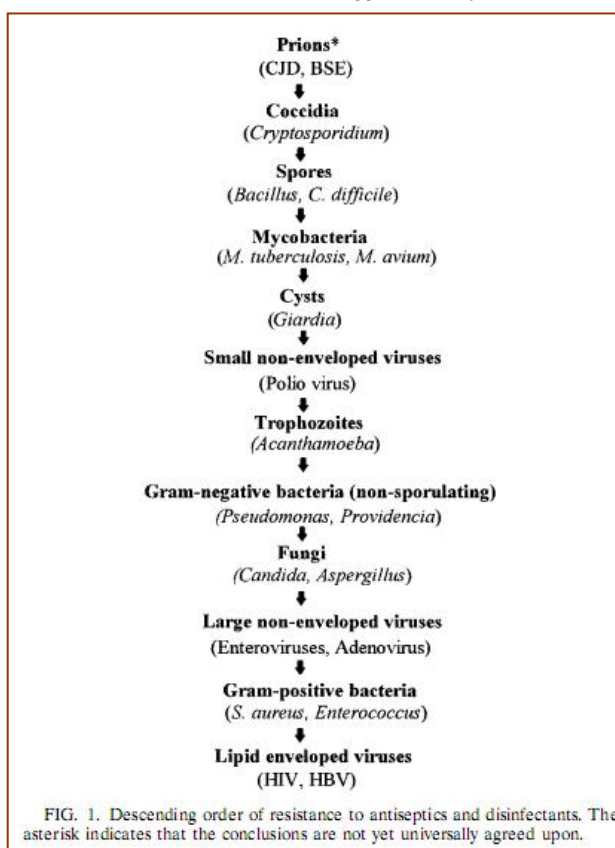 Prions*
(CJD, BSE)
Coccidia
(Cryptosporidium)
Spores
(Bacillus, C. difficile)
Mycobacteria
(M. tuberculosis, M. avium)
Cysts
(Giardia)
Small non-enveloped viruses
(Polio virus)
Trophozoites
(Acanthamoeba)
Gram-negative bacteria (non-sporulating)
(Pseudomonas, Providencia)
Fungi
(Candida, Aspergillus)
Large non-enveloped viruses
(Enteroviruses, Adenovirus)
Gram-positive bacteria
(S. aureus, Enterococcus)
Lipid enveloped viruses
(HIV, HBV)
FIG. 1. Descending order of resistance to antiseptics and disinfectants. The
asterisk indicates that the conclusions are not yet universally agreed upon.